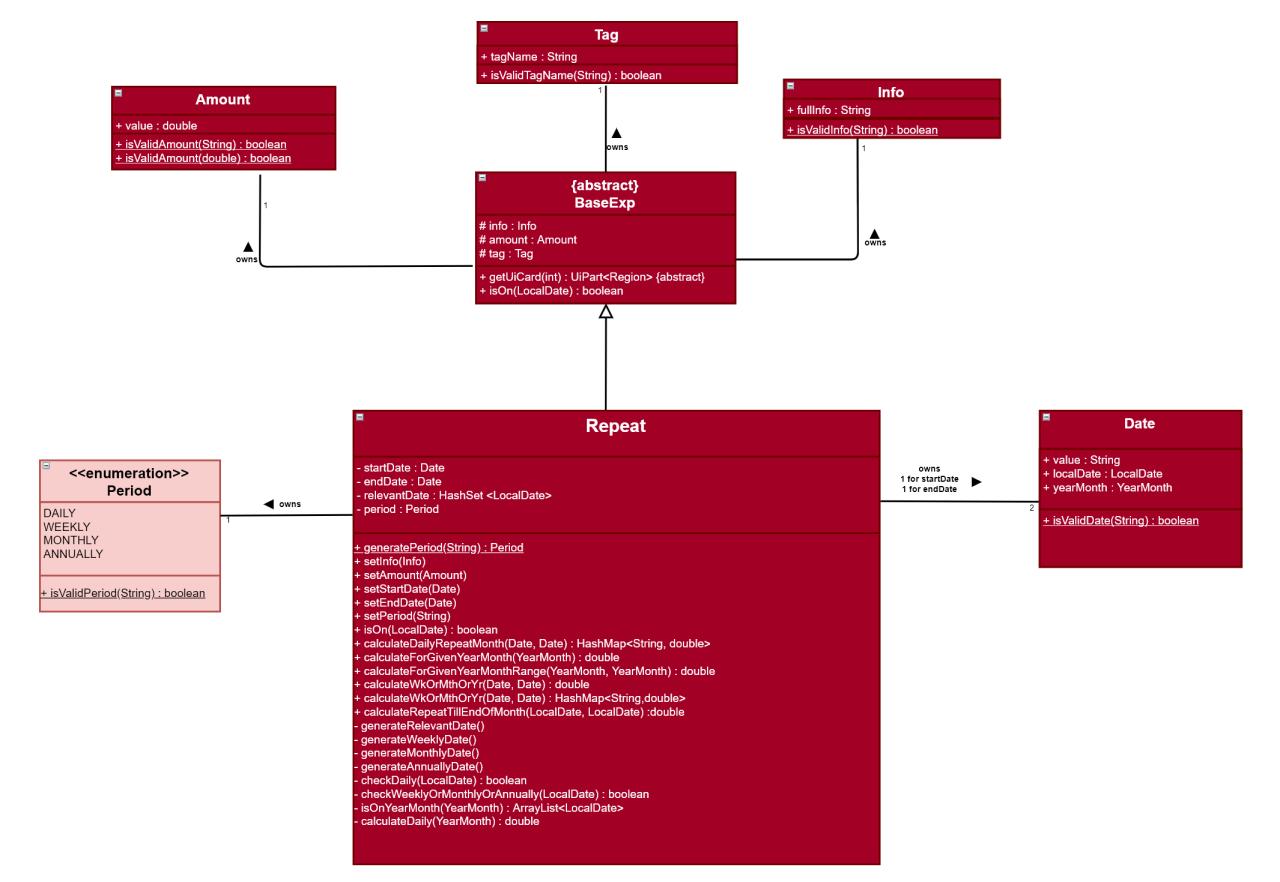 Tag
+ tagName : String
+ isValidTagName(String) : boolean
1
owns
Amount
+ value : double
+ isValidAmount(String) : boolean
+ isValidAmount(double) : boolean
1
owns
Info
+ fullInfo : String
+ isValidInfo(String) : boolean
1
owns
{abstract}
BaseExp
# info : Info
# amount : Amount
# tag : Tag
+ getUiCard(int) : UiPart<Region> {abstract}
+ isOn(LocalDate) : boolean
<<enumeration>>
Period
DAILY
WEEKLY
MONTHLY
ANNUALLY
+ isValidPeriod(String) : boolean
1
owns
Repeat
- startDate : Date
- endDate : Date
- relevantDate : HashSet <LocalDate>
- period : Period
+ generatePeriod(String) : Period
+ setInfo(Info)
+ setAmount(Amount)
+ setStartDate(Date)
+ setEndDate(Date)
+ setPeriod(String)
+ isOn(LocalDate) : boolean
+ calculateDailyRepeatMonth(Date, Date) : HashMap<String, double>
+ calculateForGivenYearMonth(YearMonth) : double
+ calculateForGivenYearMonthRange(YearMonth, YearMonth) : double
+ calculateWkOrMthOrYr(Date, Date) : double
+ calculateWkOrMthOrYr(Date, Date) : HashMap<String,double>
+ calculateRepeatTillEndOfMonth(LocalDate, LocalDate) :double
- generateRelevantDate()
- generateWeeklyDate()
- generateMonthlyDate()
- generateAnnuallyDate()
- checkDaily(LocalDate) : boolean
- checkWeeklyOrMonthlyOrAnnually(LocalDate) : boolean
- isOnYearMonth(YearMonth) : ArrayList<LocalDate>
- calculateDaily(YearMonth) : double
owns
1 for startDate
1 for endDate
2
Date
+ value : String
+ localDate : LocalDate
+ yearMonth : YearMonth
+ isValidDate(String) : boolean